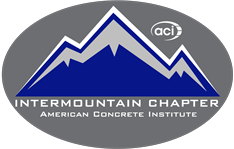 aci
INTERMOUNTAIN CHAPTER
AMERICAN CONCRETE INSTITUTE